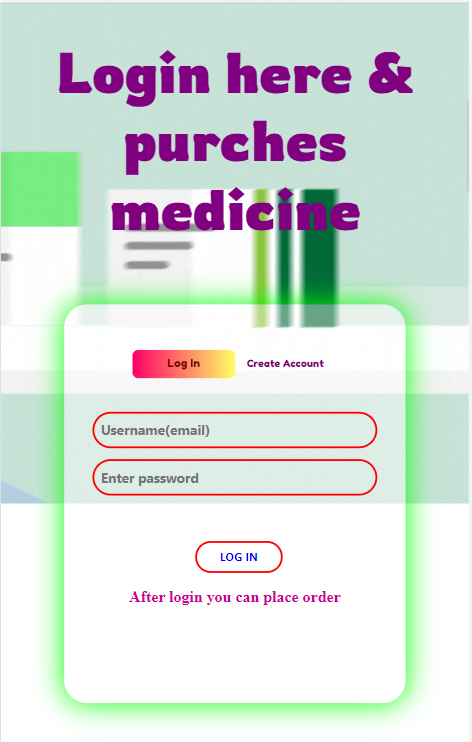 Login here &
purches
medicine
Log In Create Account
Username(email)
Enter password
LOG IN
After login you can place order